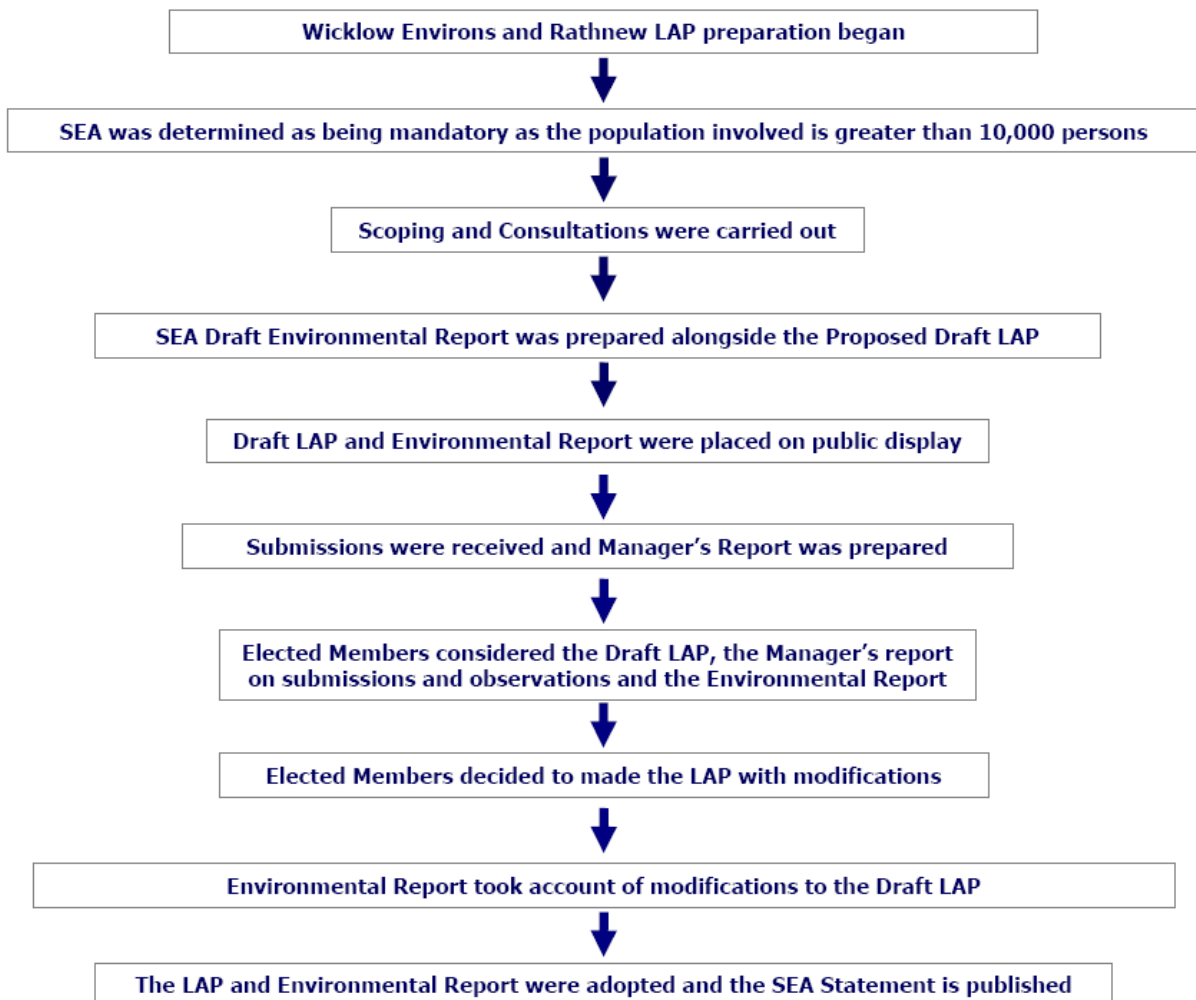 Wicklow Environs and Rathnew LAP preparation began
SEA was determined as being mandatory as the population involved is greater than 10,000 persons
Scoping and Consultations were carried out
SEA Draft Environmental Report was prepared alongside the Proposed Draft LAP
Draft LAP and Environmental Report were placed on public display
Submissions were received and Manager’s Report was prepared
Elected Members considered the Draft LAP, the Manager’s report
on submissions and observations and the Environmental Report
Elected Members decided to made the LAP with modifications
Environmental Report took account of modifications to the Draft LAP
The LAP and Environmental Report were adopted and the SEA Statement is published